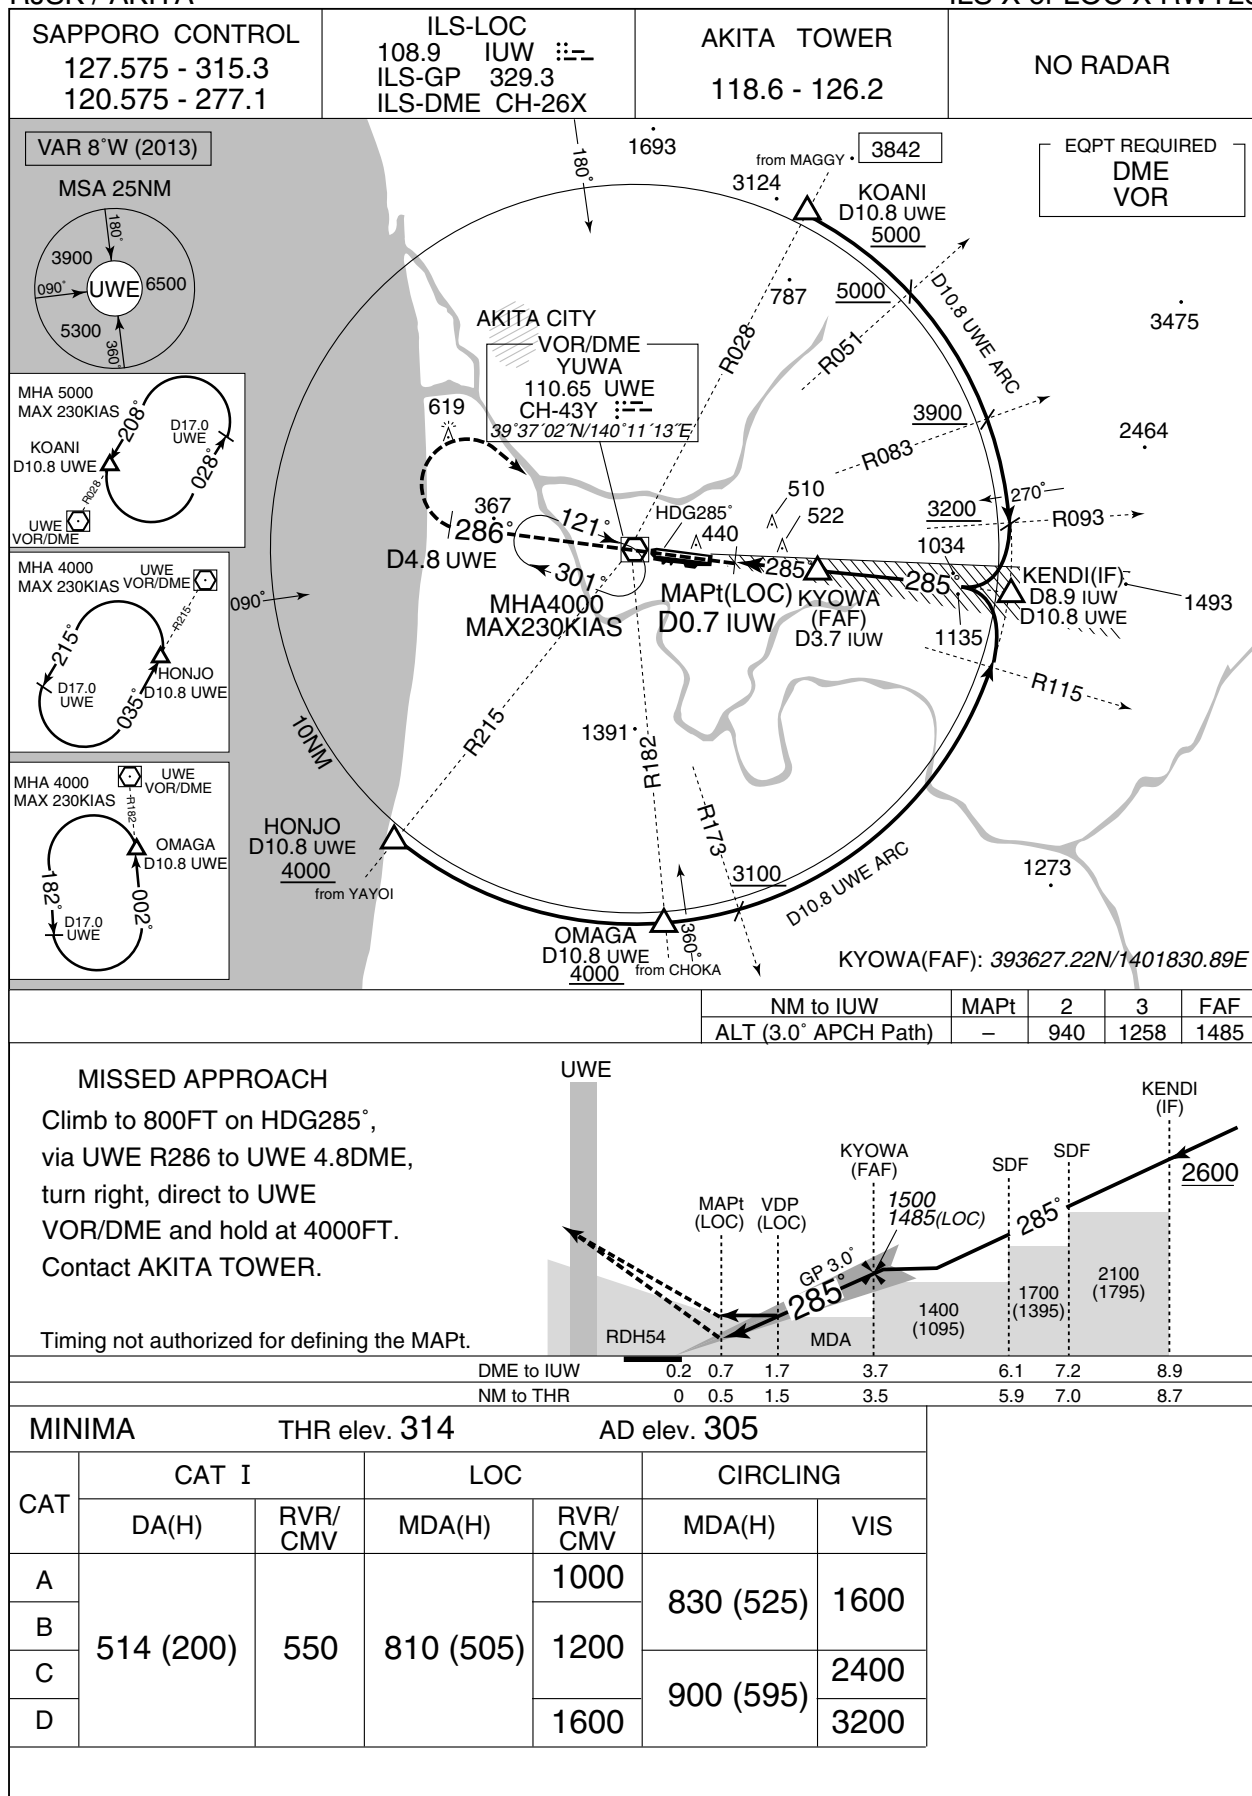 SAPPORO CONTROL
127.575 - 315.3
120.575 - 277.1
ILS-LOC
108.9 IUW
ILS-GP 329.3
ILS-DME CH-26X
AKITA TOWER
118.6 - 126.2
NO RADAR
VAR 8°W (2013)
MSA 25NM
180°
3900
090°
UWE
6500
5300
360°
EQPT REQUIRED
DME
VOR
180°
1693
from MAGGY
3842
3124
KOANI
D10.8 UWE
5000
787
5000
D10.8 UWE ARC
3475
R028
R051
AKITA CITY
VOR/DME
YUWA
110.65 UWE
CH-43Y
39°37'02"N/140°11'13"E
619
3900
R083
2464
MHA 5000
MAX 230KIAS
208°
D17.0
UWE
KOANI
D10.8 UWE
028°
R028
UWE
VOR/DME
367
286°
D4.8 UWE
121°
301°
MHA4000
MAX230KIAS
HDG285°
440
510
522
3200
270°
R093
1034
285°
285°
KENDI(IF)
D8.9 IUW
D10.8 UWE
1493
MAPt(LOC)
D0.7 IUW
KYOWA
(FAF)
D3.7 IUW
1135
R115
090°
MHA 4000
MAX 230KIAS
UWE
VOR/DME
R215
215°
D17.0
UWE
035°
HONJO
D10.8 UWE
10NM
R215
1391
R182
R173
MHA 4000
MAX 230KIAS
UWE
VOR/DME
R182
OMAGA
D10.8 UWE
182°
002°
D17.0
UWE
HONJO
D10.8 UWE
4000
from YAYOI
3100
D10.8 UWE ARC
1273
OMAGA
D10.8 UWE
4000
360°
from CHOKA
KYOWA(FAF): 393627.22N/1401830.89E
NM to IUW MAPt 2 3 FAF
ALT (3.0° APCH Path) – 940 1258 1485
MISSED APPROACH
Climb to 800FT on HDG285°,
via UWE R286 to UWE 4.8DME,
turn right, direct to UWE
VOR/DME and hold at 4000FT.
Contact AKITA TOWER.
Timing not authorized for defining the MAPt.
UWE
KENDI
(IF)
KYOWA
(FAF)
SDF
SDF
2600
MAPt
(LOC)
VDP
(LOC)
1500
1485(LOC)
285°
GP 3.0°
285°
2100
(1795)
1700
(1395)
1400
(1095)
RDH54
MDA
DME to IUW 0.2 0.7 1.7 3.7 6.1 7.2 8.9
NM to THR 0 0.5 1.5 3.5 5.9 7.0 8.7
MINIMA THR elev. 314 AD elev. 305
CAT
CAT I
LOC
CIRCLING
DA(H)
RVR/
CMV
MDA(H)
RVR/
CMV
MDA(H)
VIS
A
B
C
D
514 (200)
550
810 (505)
1000
1200
1600
830 (525)
900 (595)
1600
2400
3200